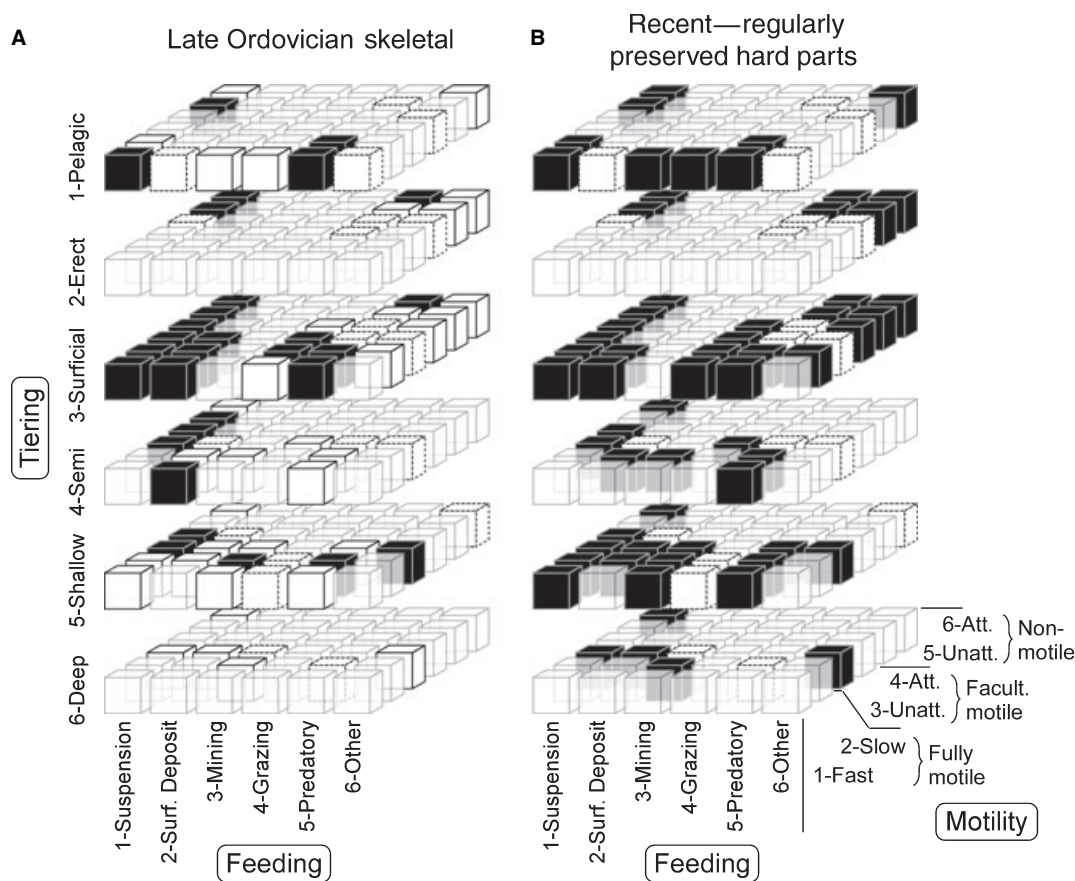 A
Late Ordovician skeletal
B
Recent—regularly
preserved hard parts
Tiering
1-Pelagic
2-Erect
3-Surficial
4-Semi
5-Shallow
6-Deep
1-Suspension
2-Surf. Deposit
3-Mining
4-Grazing
5-Predatory
6-Other
Feeding
1-Suspension
2-Surf. Deposit
3-Mining
4-Grazing
5-Predatory
6-Other
Feeding
6-Att.
5-Unatt.
Non-
motile
4-Att.
3-Unatt.
Facult.
motile
2-Slow
1-Fast
Fully
motile
Motility